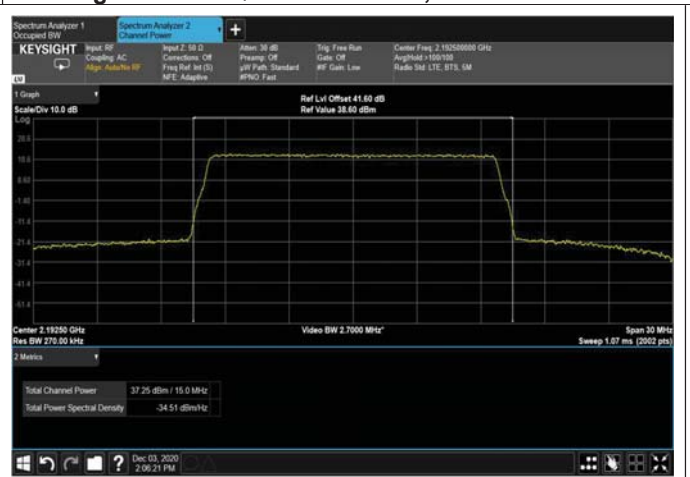 Spectrum Analyzer 1
Occupied BW
Spectrum Analyzer 2
Channel Power
+
KEYSIGHT
Input: RF
Coupling: AC
Align: Auto/No RF
Input Z: 50 Ω
Corrections: Off
Freq Ref: Int (S)
NFE: Adaptive
Atten: 30 dB
Preamp: Off
µW Path: Standard
#PNO: Fast
Trig: Free Run
Gate: Off
#IF Gain: Low
Center Freq: 2.192500000 GHz
Avg|Hold:>100/100
Radio Std: LTE, BTS, 5M
1 Graph
Scale/Div 10.0 dB
Ref Lvl Offset 41.60 dB
Ref Value 38.60 dBm
Log
28.6
18.6
8.60
-1.40
-11.4
-21.4
-31.4
-41.4
-51.4
Center 2.19250 GHz
Video BW 2.7000 MHz*
Span 30 MHz
Res BW 270.00 kHz
Sweep 1.07 ms (2002 pts)
2 Metrics
Total Channel Power 37.25 dBm / 15.0 MHz
Total Power Spectral Density -34.51 dBm/Hz
?
Dec 03, 2020
2:06:21 PM